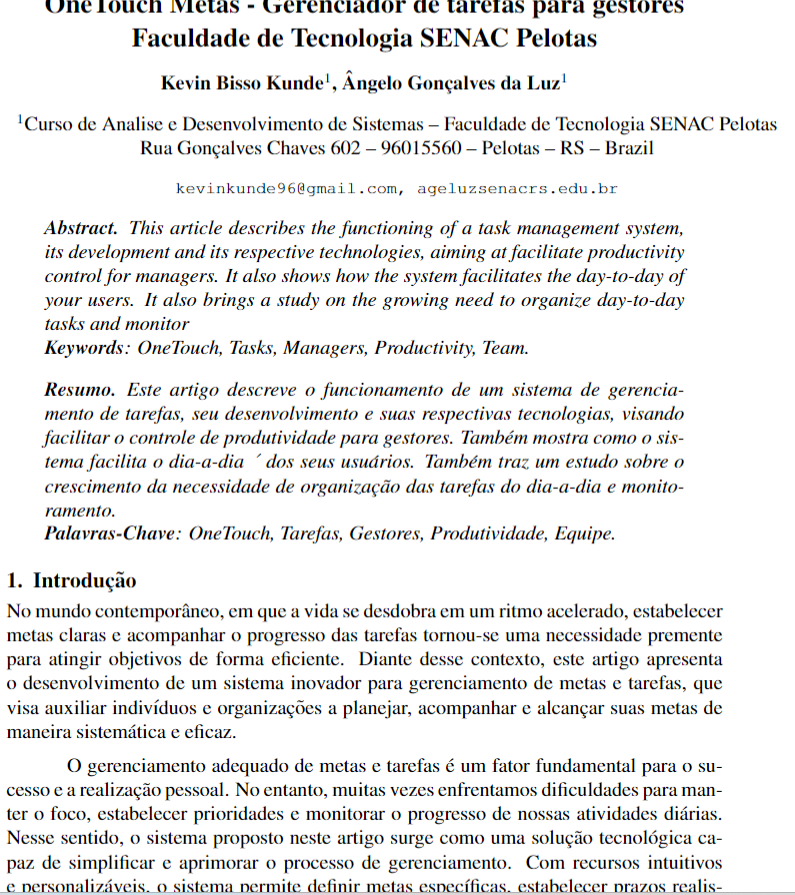 OneTouch Metas - Gerenciador de tarefas para gestores
Faculdade de Tecnologia SENAC Pelotas
Kevin Bisso Kunde¹, Ângelo Gonçalves da Luz¹
¹Curso de Analise e Desenvolvimento de Sistemas – Faculdade de Tecnologia SENAC Pelotas
Rua Gonçalves Chaves 602 – 96015560 – Pelotas – RS – Brazil
kevinkunde96@gmail.com, ageluzsenacrs.edu.br
Abstract. This article describes the functioning of a task management system,
its development and its respective technologies, aiming at facilitate productivity
control for managers. It also shows how the system facilitates the day-to-day of
your users. It also brings a study on the growing need to organize day-to-day
tasks and monitor
Keywords: OneTouch, Tasks, Managers, Productivity, Team.
Resumo. Este artigo descreve o funcionamento de um sistema de gerencia-
mento de tarefas, seu desenvolvimento e suas respectivas tecnologias, visando
facilitar o controle de produtividade para gestores. Também mostra como o sis-
tema facilita o dia-a-dia ´ dos seus usuários. Também traz um estudo sobre o
crescimento da necessidade de organização das tarefas do dia-a-dia e monito-
ramento.
Palavras-Chave: OneTouch, Tarefas, Gestores, Produtividade, Equipe.
1. Introdução
No mundo contemporâneo, em que a vida se desdobra em um ritmo acelerado, estabelecer
metas claras e acompanhar o progresso das tarefas tornou-se uma necessidade premente
para atingir objetivos de forma eficiente. Diante desse contexto, este artigo apresenta
o desenvolvimento de um sistema inovador para gerenciamento de metas e tarefas, que
visa auxiliar indivíduos e organizações a planejar, acompanhar e alcançar suas metas de
maneira sistemática e eficaz.
O gerenciamento adequado de metas e tarefas é um fator fundamental para o su-
cesso e a realização pessoal. No entanto, muitas vezes enfrentamos dificuldades para man-
ter o foco, estabelecer prioridades e monitorar o progresso de nossas atividades diárias.
Nesse sentido, o sistema proposto neste artigo surge como uma solução tecnológica ca-
paz de simplificar e aprimorar o processo de gerenciamento. Com recursos intuitivos
e personalizáveis, o sistema permite definir metas específicas, estabelecer prazos realis-